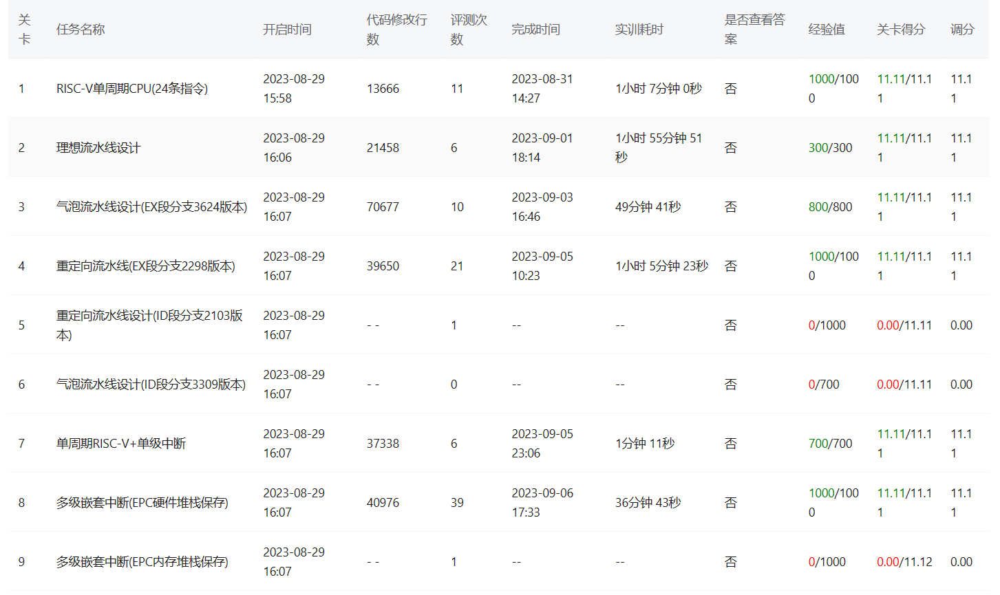 关卡 任务名称 开启时间 代码修改行数 评测次数 完成时间 实训耗时 是否查看答案 经验值 关卡得分 调分
1 RISC-V单周期CPU(24条指令) 2023-08-29 15:58 13666 11 2023-08-31 14:27 1小时 7分钟 0秒 否 1000/1000 11.11/11.11 11.11
2 理想流水线设计 2023-08-29 16:06 21458 6 2023-09-01 18:14 1小时 55分钟 51秒 否 300/300 11.11/11.11 11.11
3 气泡流水线设计(EX段分支3624版本) 2023-08-29 16:07 70677 10 2023-09-03 16:46 49分钟 41秒 否 800/800 11.11/11.11 11.11
4 重定向流水线(EX段分支2298版本) 2023-08-29 16:07 39650 21 2023-09-05 10:23 1小时 5分钟 23秒 否 1000/1000 11.11/11.11 11.11
5 重定向流水线设计(ID段分支2103版本) 2023-08-29 16:07 - - 1 -- -- 否 0/1000 0.00/11.11 0.00
6 气泡流水线设计(ID段分支3309版本) 2023-08-29 16:07 - - 0 -- -- 否 0/700 0.00/11.11 0.00
7 单周期RISC-V+单级中断 2023-08-29 16:07 37338 6 2023-09-05 23:06 1分钟 11秒 否 700/700 11.11/11.11 11.11
8 多级嵌套中断(EPC硬件堆栈保存) 2023-08-29 16:07 40976 39 2023-09-06 17:33 36分钟 43秒 否 1000/1000 11.11/11.11 11.11
9 多级嵌套中断(EPC内存堆栈保存) 2023-08-29 16:07 - - 1 -- -- 否 0/1000 0.00/11.12 0.00